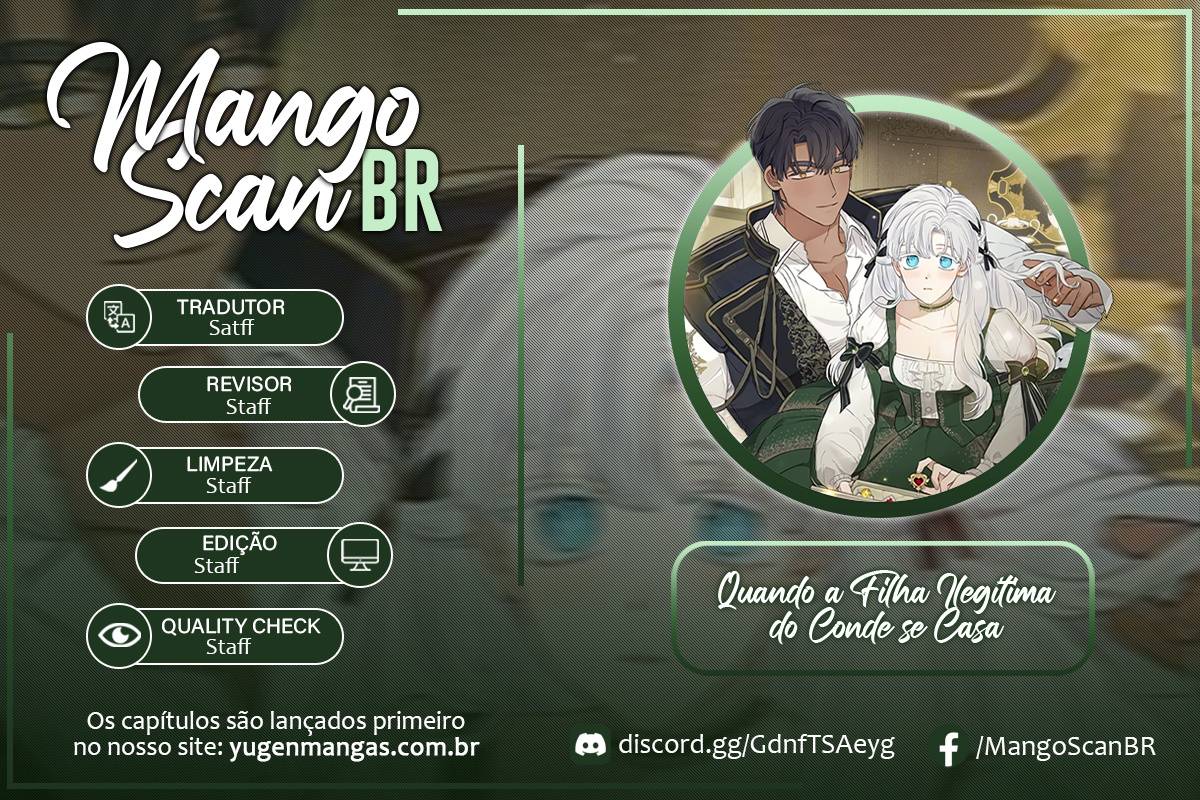 Mango
Scan BR
TRADUTOR
Satff
REVISOR
Staff
LIMPEZA
Staff
EDIÇÃO
Staff
QUALITY CHECK
Staff
Os capítulos são lançados primeiro
no nosso site: yugenmangas.com.br
Quando a Filha Ilegítima
do Conde se Casa
discord.gg/GdnfTSAeyg
/MangoScanBR